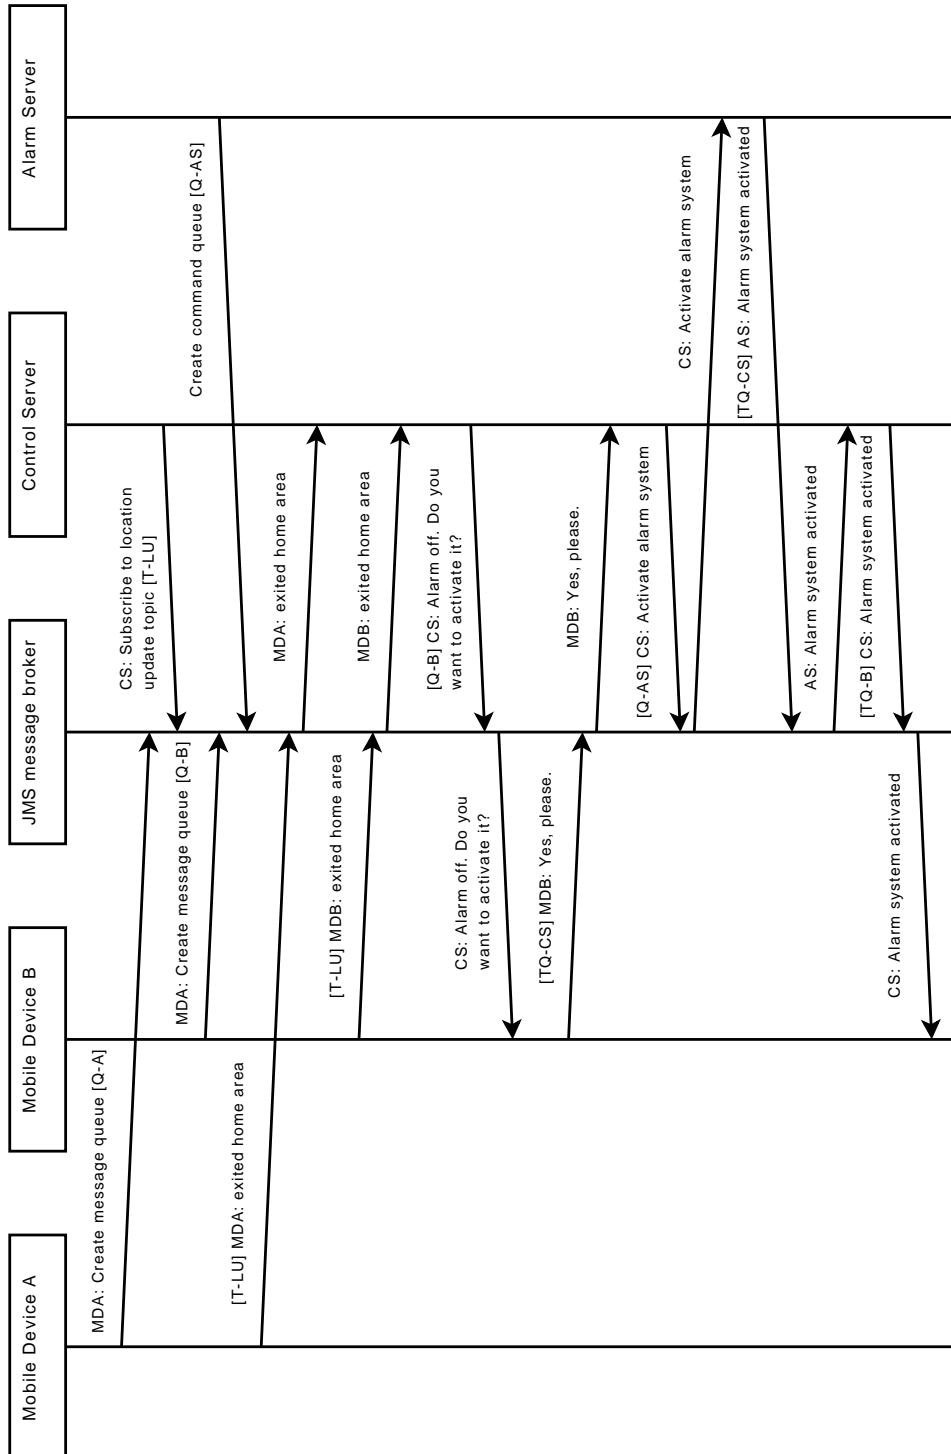 Mobile Device A
Mobile Device B
JMS message broker
Control Server
Alarm Server
MDA: Create message queue [Q-A]
CS: Subscribe to location
update topic [T-LU]
MDA: Create message queue [Q-B]
Create command queue [Q-AS]
[T-LU] MDA: exited home area
MDA: exited home area
[T-LU] MDB: exited home area
MDB: exited home area
[Q-B] CS: Alarm off. Do you
want to activate it?
CS: Alarm off. Do you
want to activate it?
[TQ-CS] MDB: Yes, please.
MDB: Yes, please.
[Q-AS] CS: Activate alarm system
CS: Activate alarm system
[TQ-CS] AS: Alarm system activated
AS: Alarm system activated
[TQ-B] CS: Alarm system activated
CS: Alarm system activated